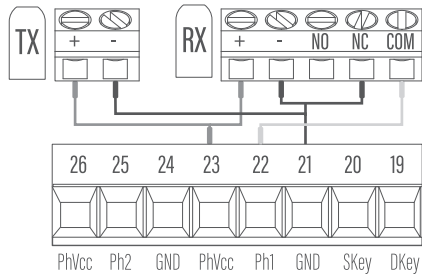 TX + - RX + - NO NC COM
26 25 24 23 22 21 20 19
PhVcc Ph2 GND PhVcc Ph1 GND SKey DKey